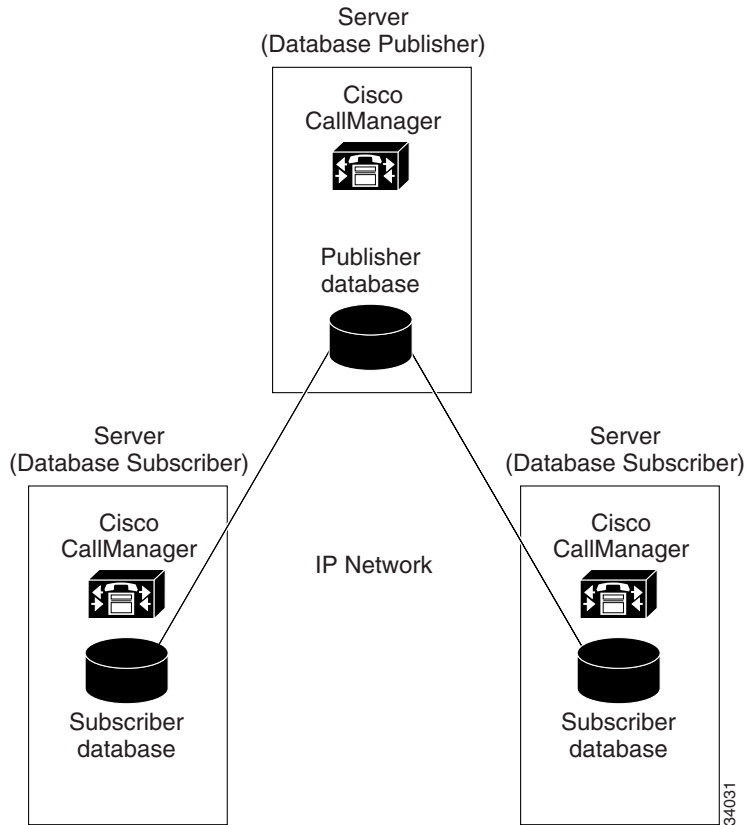 Server
(Database Publisher)
Cisco
CallManager
Publisher
database
Server
(Database Subscriber)
Cisco
CallManager
Subscriber
database
IP Network
Server
(Database Subscriber)
Cisco
CallManager
Subscriber
database
34031